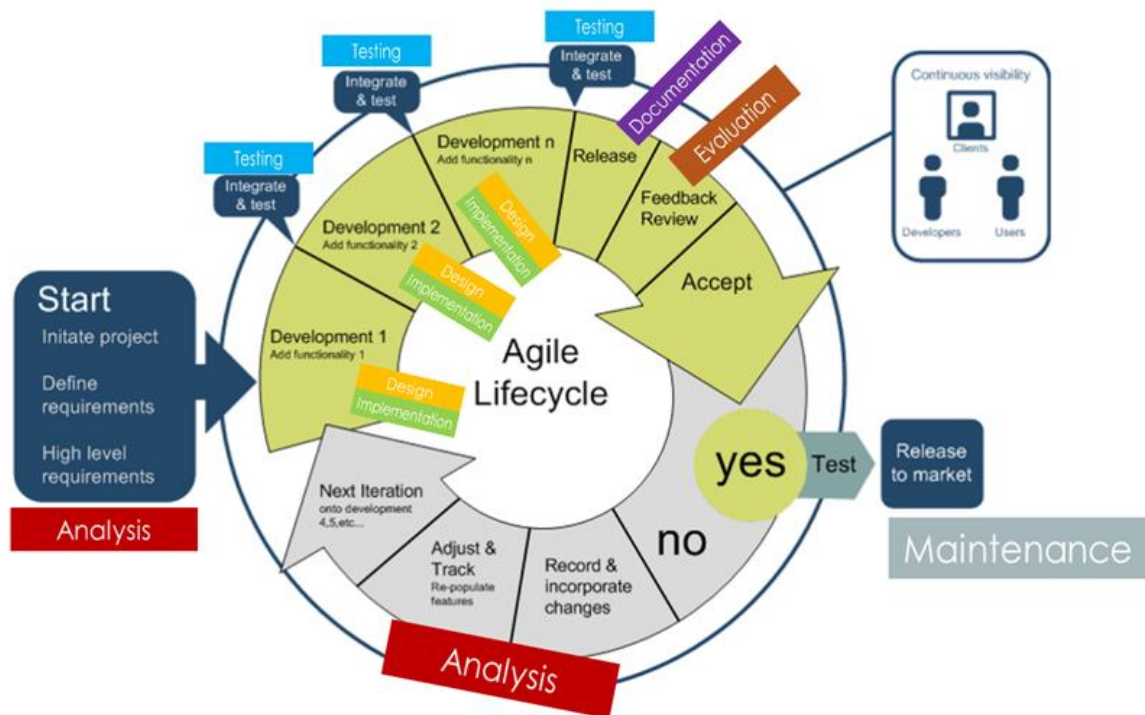 Testing
Integrate
& test
Testing
Integrate
& test
Testing
Integrate
& test
Documentation
Evaluation
Continuous visibility
Clients
Developers
Users
Start
Initate project
Define
requirements
High level
requirements
Analysis
Development 1
Add functionality 1
Design
Implementation
Development 2
Add functionality 2
Design
Implementation
Development n
Add functionality n
Design
Implementation
Release
Feedback
Review
Accept
Agile
Lifecycle
yes
Test
Release
to market
Maintenance
no
Record &
incorporate
changes
Adjust &
Track
Re-populate
features
Analysis
Next Iteration
onto development
4,5,etc...